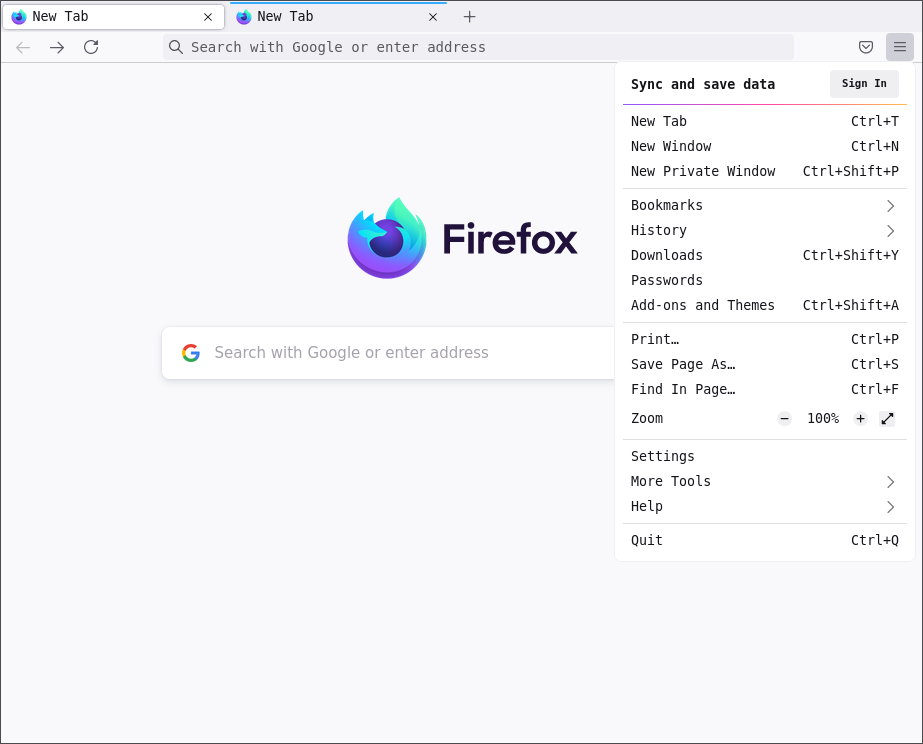 New Tab
New Tab
Search with Google or enter address
Sync and save data
Sign In
New Tab Ctrl+T
New Window Ctrl+N
New Private Window Ctrl+Shift+P
Bookmarks
History
Downloads Ctrl+Shift+Y
Passwords
Add-ons and Themes Ctrl+Shift+A
Print… Ctrl+P
Save Page As… Ctrl+S
Find In Page… Ctrl+F
Zoom − 100% +
Settings
More Tools
Help
Quit Ctrl+Q
Firefox
Search with Google or enter address